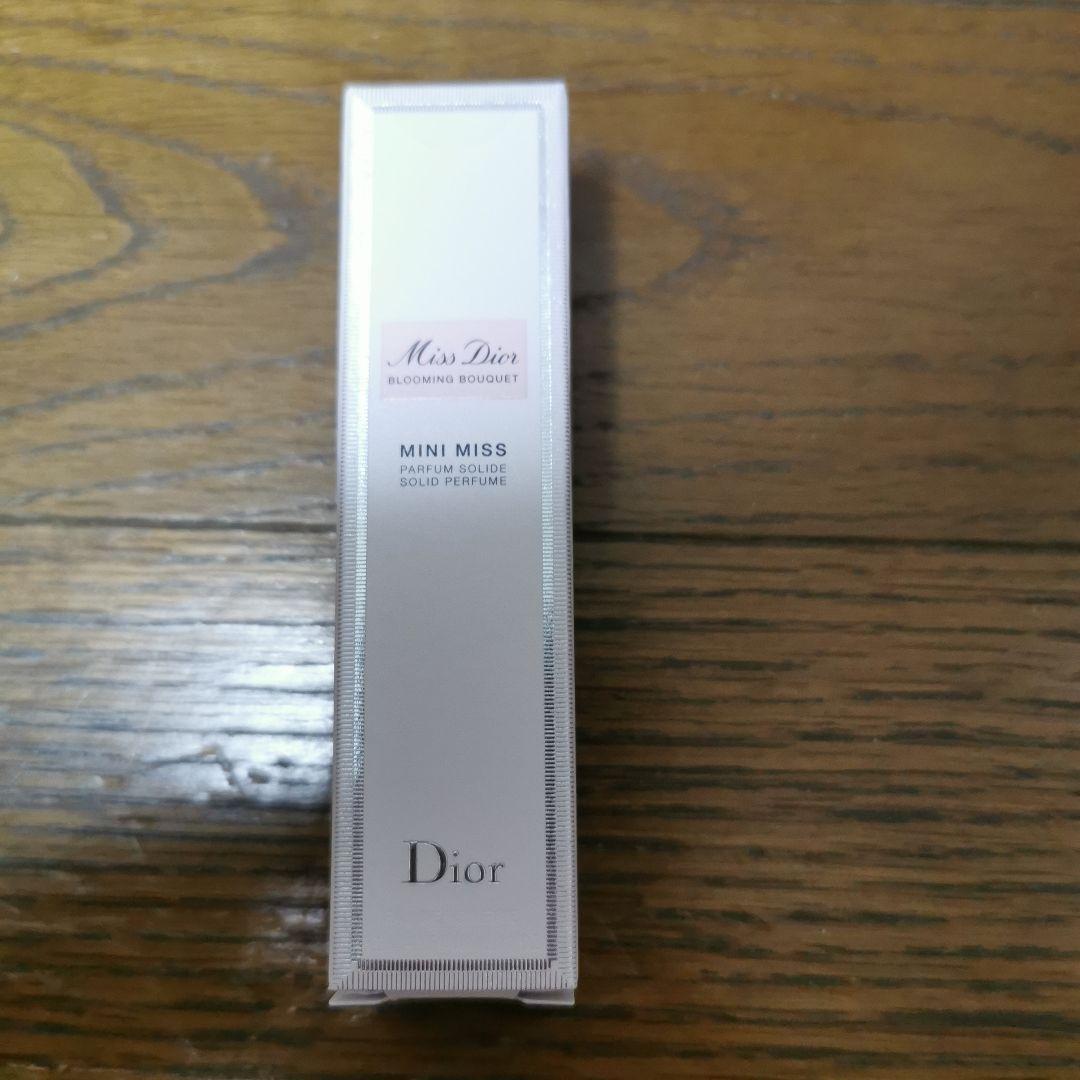 Miss Dior
BLOOMING BOUQUET
MINI MISS
PARFUM SOLIDE
SOLID PERFUME
Dior